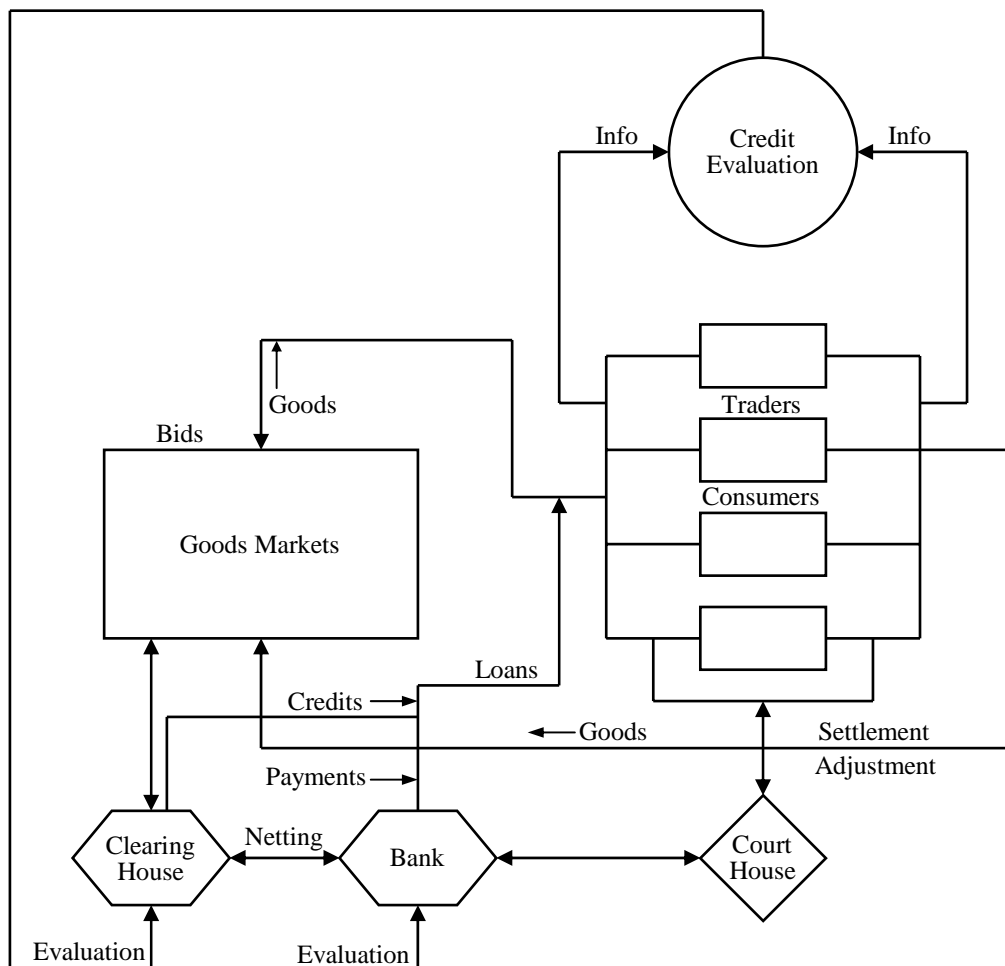 Info
Credit
Evaluation
Info
Traders
Goods
Bids
Consumers
Goods Markets
Loans
Credits
Goods
Settlement
Payments
Adjustment
Clearing
House
Netting
Bank
Court
House
Evaluation
Evaluation